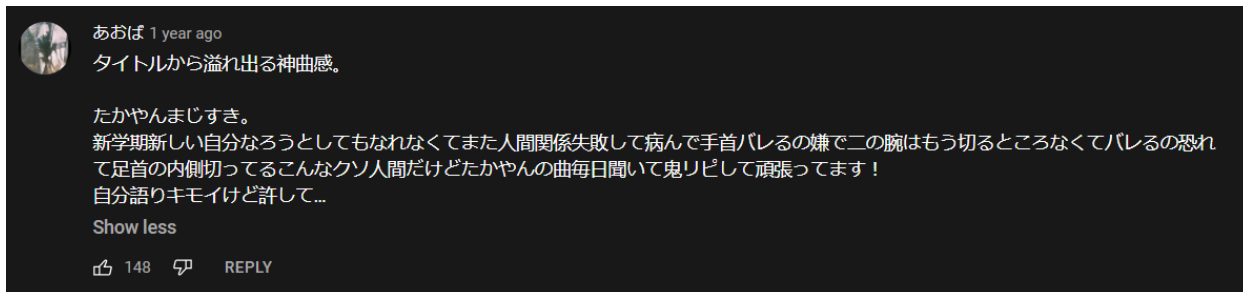 あおば 1 year ago
タイトルから溢れ出る神曲感。
たかやんまじすき。
新学期新しい自分なろうとしてもなれなくてまた人間関係失敗して病んで手首バレるの嫌で二の腕はもう切るところなくてバレるの恐れ
て足首の内側切ってるこんなクソ人間だけどたかやんの曲毎日聞いて鬼リピして頑張ってます！
自分語りキモイけど許して...
Show less
148 REPLY